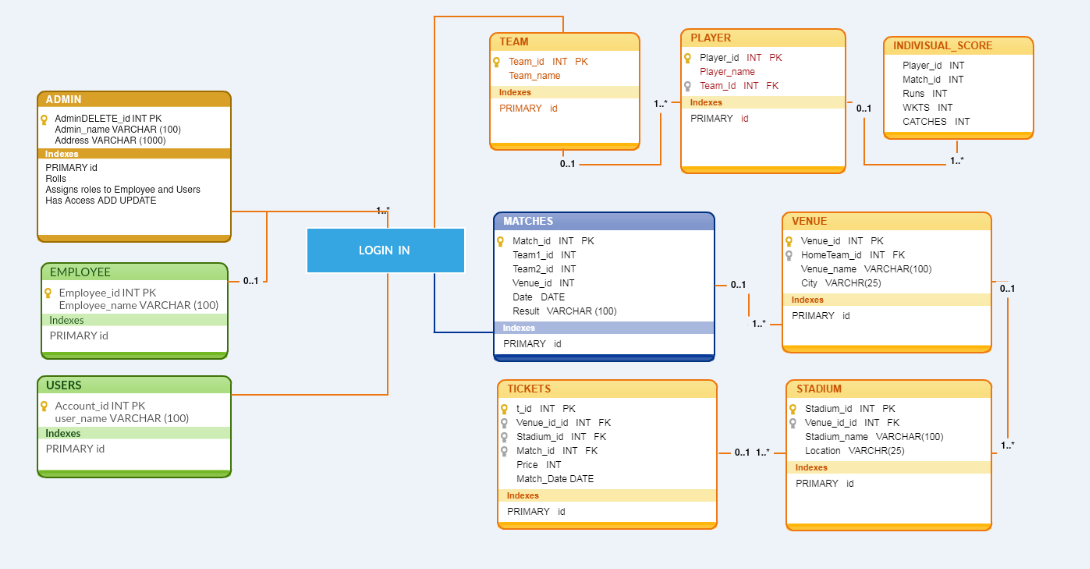 ADMIN
AdminDELETE_id INT PK
Admin_name VARCHAR (100)
Address VARCHAR (1000)
Indexes
PRIMARY id
Rolls
Assigns roles to Employee and Users
Has Access ADD UPDATE
EMPLOYEE
Employee_id INT PK
Employee_name VARCHAR (100)
Indexes
PRIMARY id
USERS
Account_id INT PK
user_name VARCHAR (100)
Indexes
PRIMARY id
1..*
0..1
LOGIN IN
TEAM
Team_id INT PK
Team_name
Indexes
PRIMARY id
0..1
1..*
PLAYER
Player_id INT PK
Player_name
Team_Id INT FK
Indexes
PRIMARY id
0..1
1..*
INDIVISUAL_SCORE
Player_id INT
Match_id INT
Runs INT
WKTS INT
CATCHES INT
MATCHES
Match_id INT PK
Team1_id INT
Team2_id INT
Venue_id INT
Date DATE
Result VARCHAR (100)
Indexes
PRIMARY id
0..1
1..*
VENUE
Venue_id INT PK
HomeTeam_id INT FK
Venue_name VARCHAR(100)
City VARCHR(25)
Indexes
PRIMARY id
0..1
1..*
TICKETS
t_id INT PK
Venue_id_id INT FK
Stadium_id INT FK
Match_id INT FK
Price INT
Match_Date DATE
Indexes
PRIMARY id
0..1 1..*
STADIUM
Stadium_id INT PK
Venue_id_id INT FK
Stadium_name VARCHAR(100)
Location VARCHR(25)
Indexes
PRIMARY id